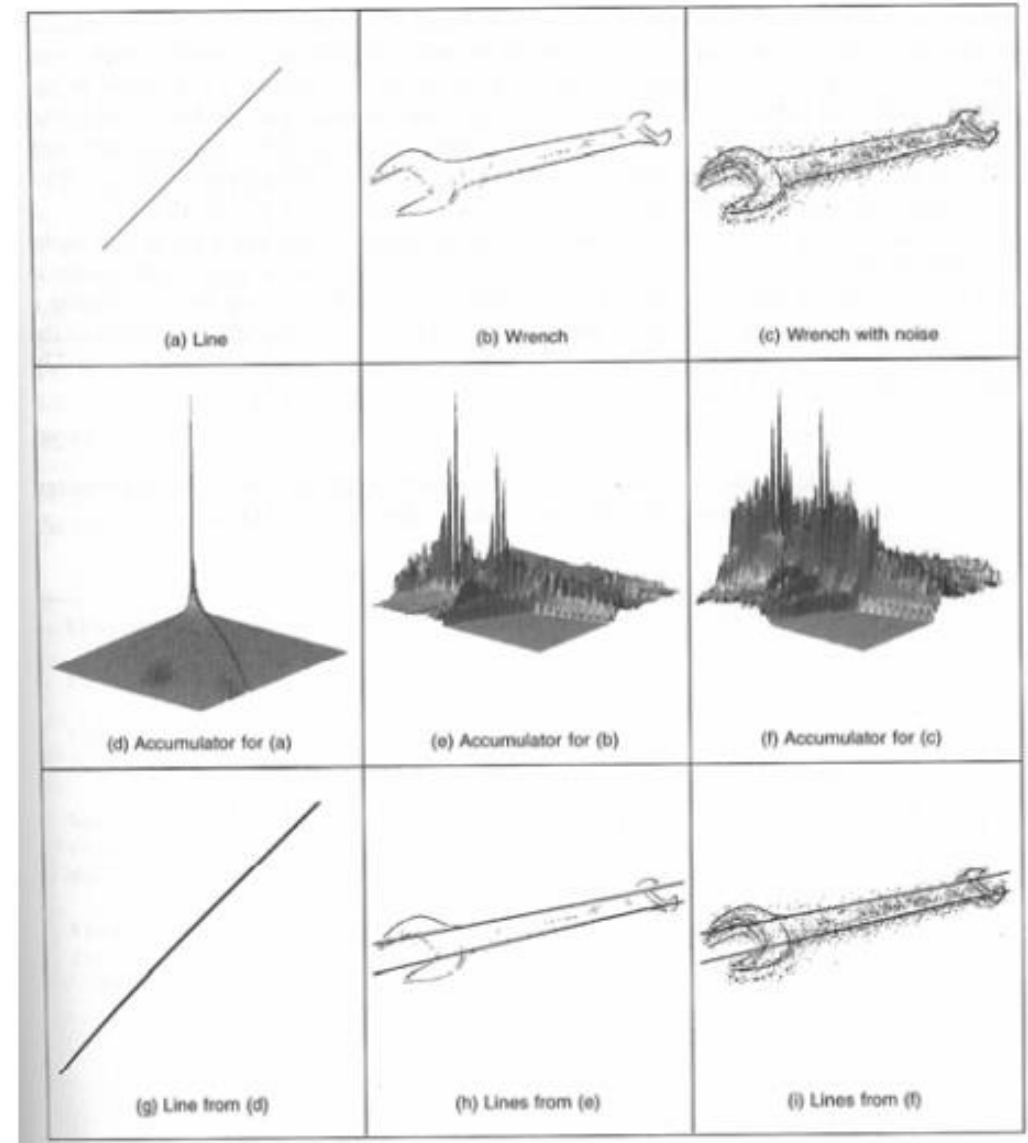 (a) Line
(b) Wrench
(c) Wrench with noise
(d) Accumulator for (a)
(e) Accumulator for (b)
(f) Accumulator for (c)
(g) Line from (d)
(h) Lines from (e)
(i) Lines from (f)